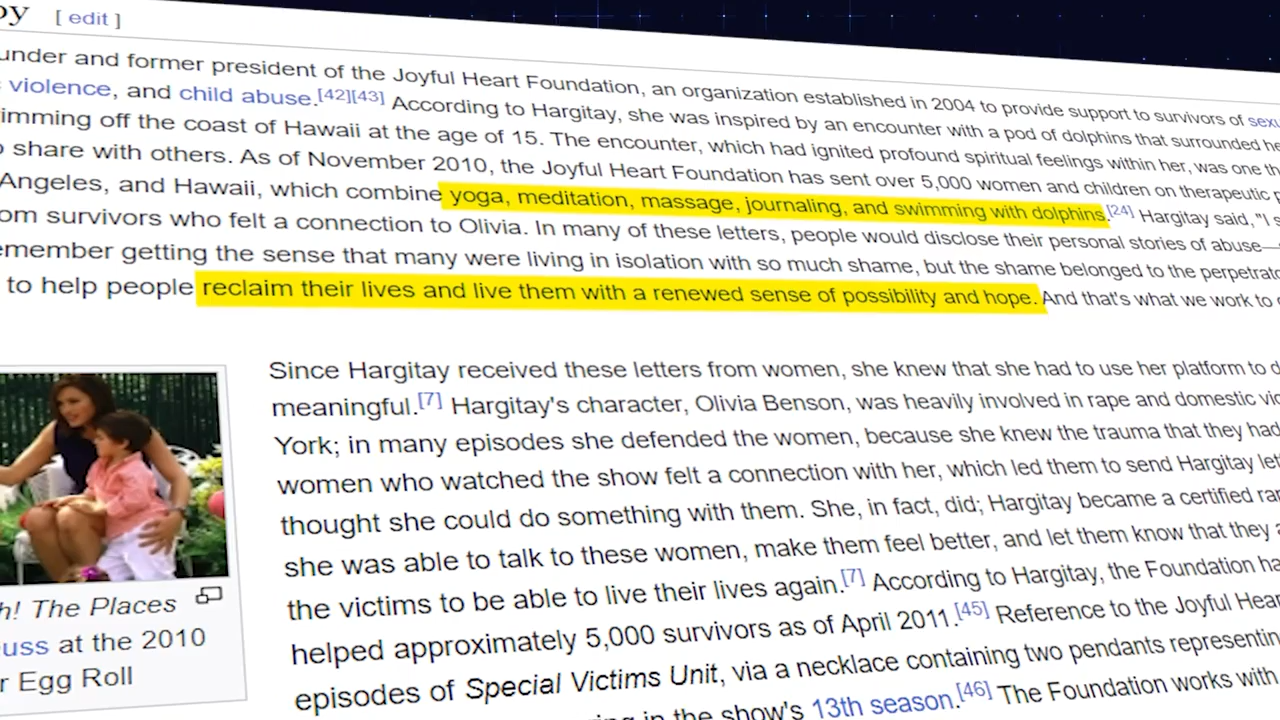 [ edit ]
under and former president of the Joyful Heart Foundation, an organization established in 2004 to provide support to survivors of
violence, and child abuse.[42][43] According to Hargitay, she was inspired by an encounter with a pod of dolphins that surrounded
imming off the coast of Hawaii at the age of 15. The encounter, which had ignited profound spiritual feelings within her, was one
share with others. As of November 2010, the Joyful Heart Foundation has sent over 5,000 women and children on therapeutic
Angeles, and Hawaii, which combine yoga, meditation, massage, journaling, and swimming with dolphins.[24] Hargitay said, "I
om survivors who felt a connection to Olivia. In many of these letters, people would disclose their personal stories of abuse—
emember getting the sense that many were living in isolation with so much shame, but the shame belonged to the
to help people reclaim their lives and live them with a renewed sense of possibility and hope. And that's what we work to
Since Hargitay received these letters from women, she knew that she had to use her platform to
meaningful.[7] Hargitay's character, Olivia Benson, was heavily involved in rape and domestic
York; in many episodes she defended the women, because she knew the trauma that they had
women who watched the show felt a connection with her, which led them to send Hargitay
thought she could do something with them. She, in fact, did; Hargitay became a certified
she was able to talk to these women, make them feel better, and let them know that they
the victims to be able to live their lives again.[7] According to Hargitay, the Foundation
helped approximately 5,000 survivors as of April 2011.[45] Reference to the Joyful
episodes of Special Victims Unit, via a necklace containing two pendants
in the show's 13th season.[46] The Foundation works with
h! The Places
uss at the 2010
r Egg Roll